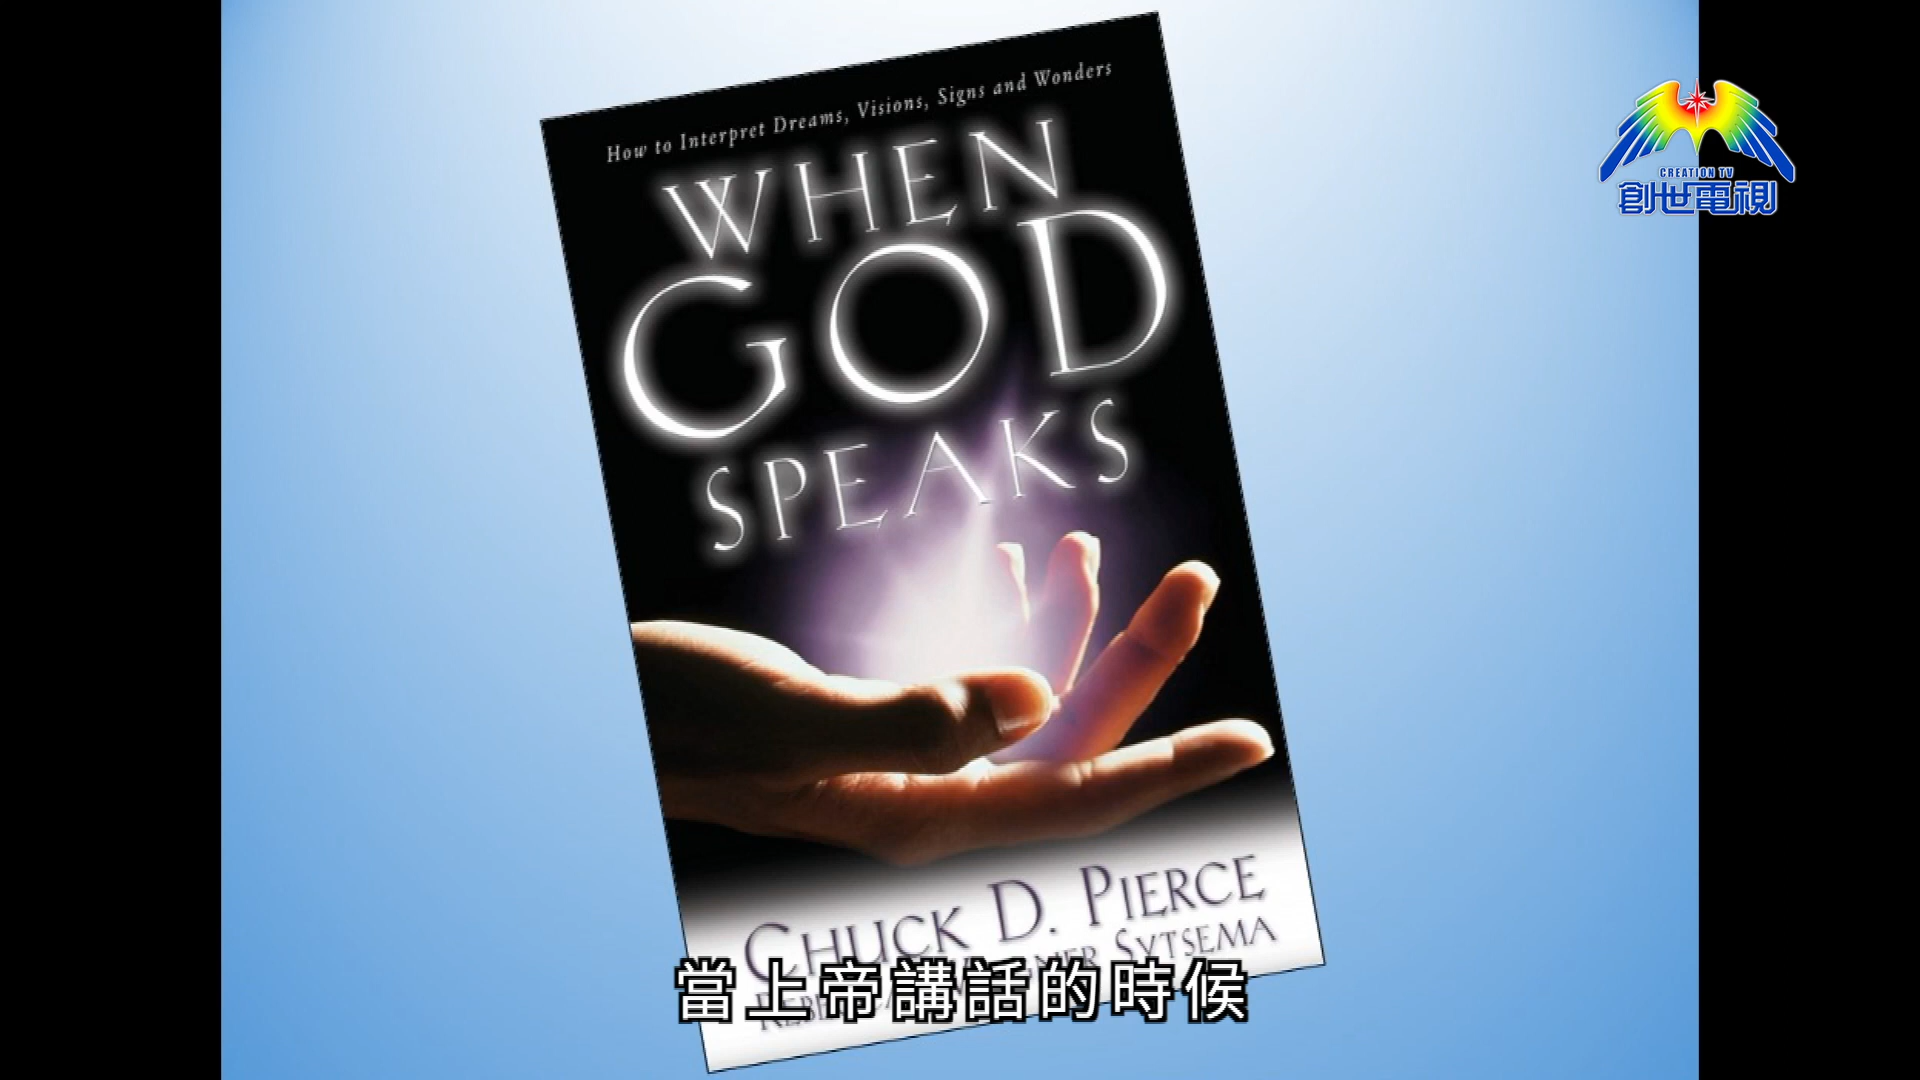 How to Interpret Dreams, Visions, Signs and Wonders
WHEN
GOD
SPEAKS
CREATION TV
創世電視
CHUCK D. PIERCE
SYTSEMA
當上帝講話的時候